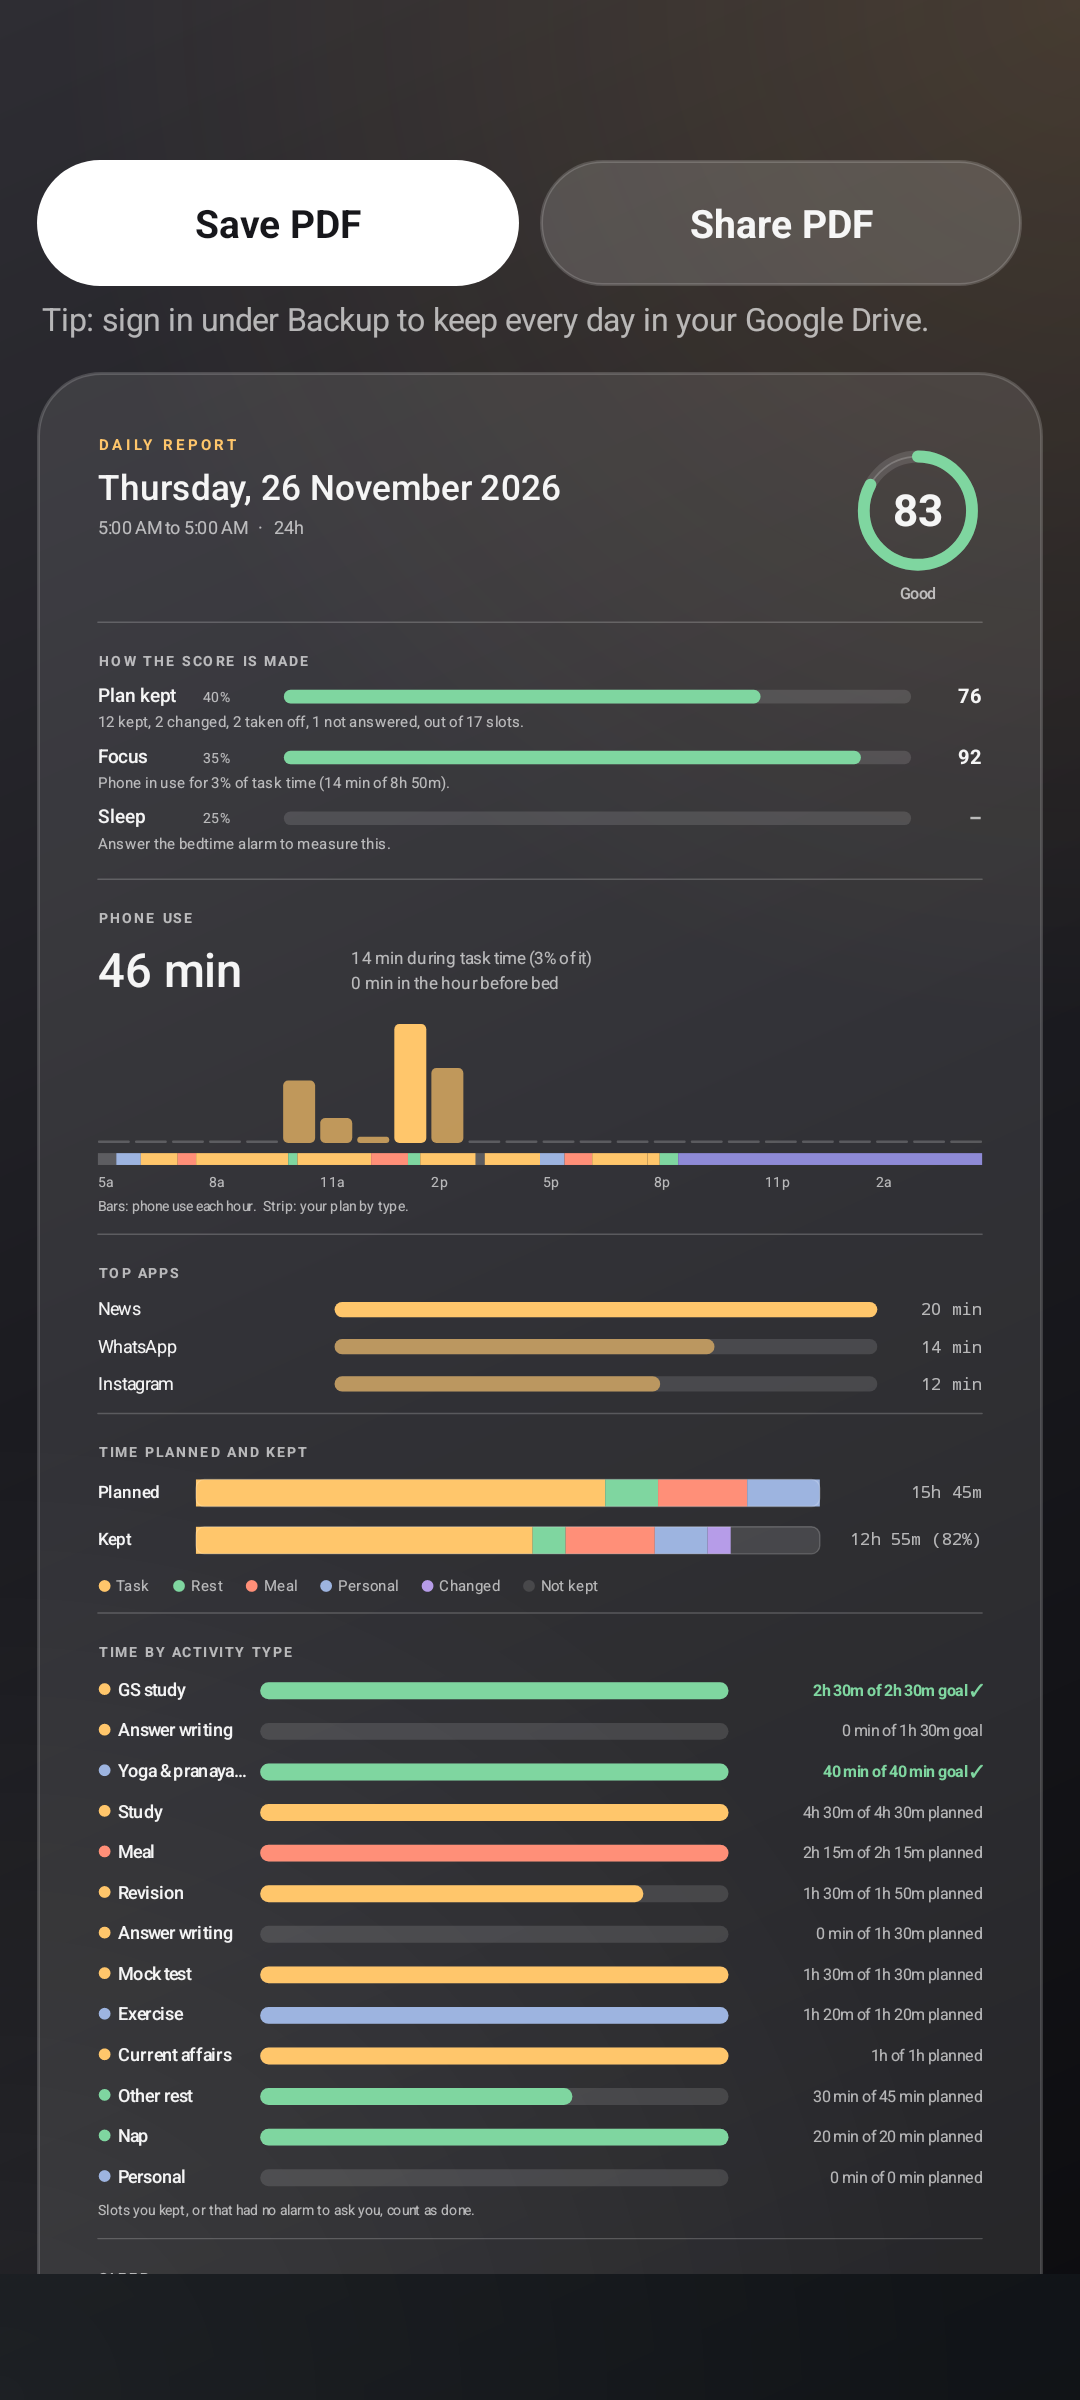 Save PDF
Share PDF
Tip: sign in under Backup to keep every day in your Google Drive.
DAILY REPORT
Thursday, 26 November 2026
5:00 AM to 5:00 AM · 24h
83
Good
HOW THE SCORE IS MADE
Plan kept 40% 76
12 kept, 2 changed, 2 taken off, 1 not answered, out of 17 slots.
Focus 35% 92
Phone in use for 3% of task time (14 min of 8h 50m).
Sleep 25% –
Answer the bedtime alarm to measure this.
PHONE USE
46 min
14 min during task time (3% of it)
0 min in the hour before bed
5a 8a 11a 2p 5p 8p 11p 2a
Bars: phone use each hour. Strip: your plan by type.
TOP APPS
News 20 min
WhatsApp 14 min
Instagram 12 min
TIME PLANNED AND KEPT
Planned 15h 45m
Kept 12h 55m (82%)
Task Rest Meal Personal Changed Not kept
TIME BY ACTIVITY TYPE
GS study 2h 30m of 2h 30m goal ✓
Answer writing 0 min of 1h 30m goal
Yoga & pranaya... 40 min of 40 min goal ✓
Study 4h 30m of 4h 30m planned
Meal 2h 15m of 2h 15m planned
Revision 1h 30m of 1h 50m planned
Answer writing 0 min of 1h 30m planned
Mock test 1h 30m of 1h 30m planned
Exercise 1h 20m of 1h 20m planned
Current affairs 1h of 1h planned
Other rest 30 min of 45 min planned
Nap 20 min of 20 min planned
Personal 0 min of 0 min planned
Slots you kept, or that had no alarm to ask you, count as done.